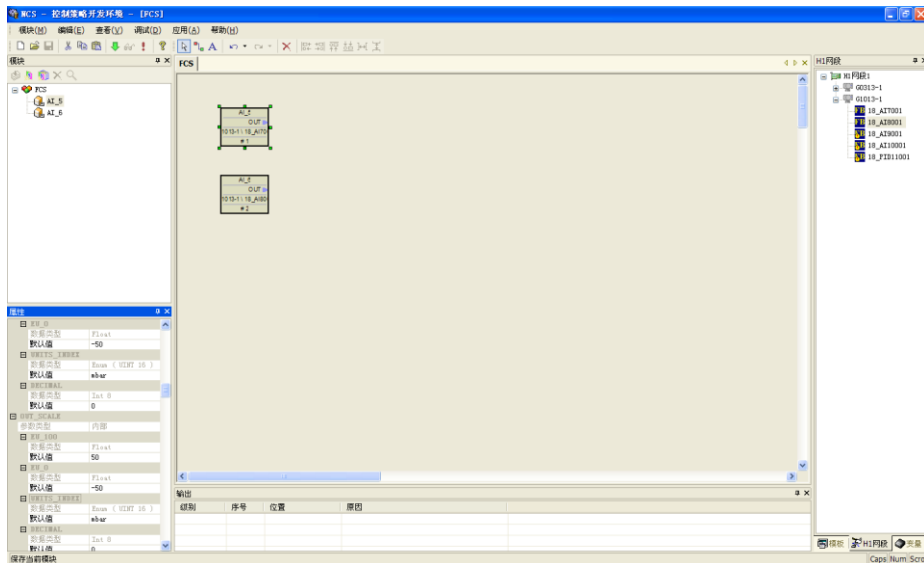 NCS - 控制策略开发环境 - [FCS]
模块(M) 编辑(E) 查看(V) 调试(D) 应用(A) 帮助(H)
模块
FCS
AI_5
AI_6
FCS
OUT
1013-1\ 18_AI70
# 1
OUT
1013-1\ 18_AI80
# 2
H1网段
H1网段1
G0313-1
G1013-1
18_AI7001
18_AI8001
18_AI9001
18_AI10001
18_PID11001
属性
EU_0
数据类型 Float
默认值 -50
UNITS_INDEX
数据类型 Enum ( UINT 16 )
默认值 mbar
DECIMAL
数据类型 Int 8
默认值 0
OUT_SCALE
参数类型 内部
EU_100
数据类型 Float
默认值 50
EU_0
数据类型 Float
默认值 -50
UNITS_INDEX
数据类型 Enum ( UINT 16 )
默认值 mbar
DECIMAL
数据类型 Int 8
默认值 0
输出
级别 序号 位置 原因
模板 H1网段 变量
保存当前模块
Caps Num Scro